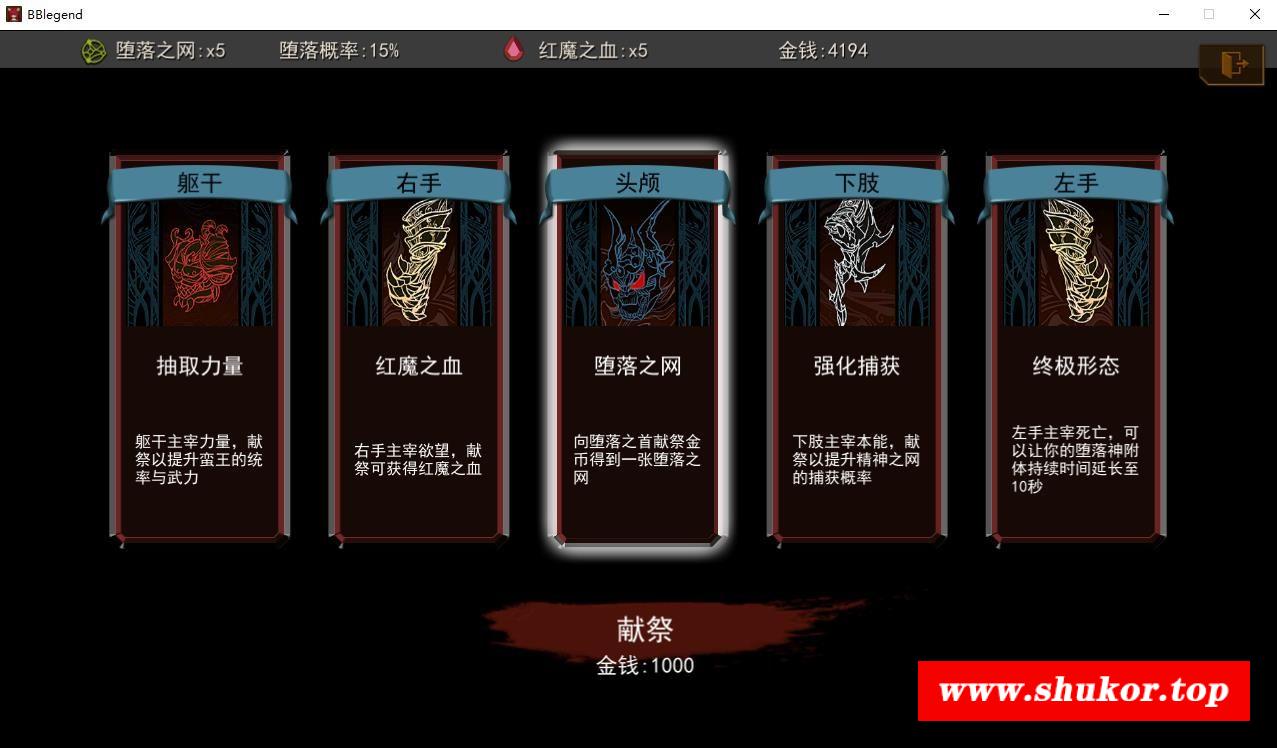 BBlegend
堕落之网:x5 堕落概率:15% 红魔之血:x5 金钱:4194
躯干
抽取力量
躯干主宰力量，献
祭以提升蛮王的统
率与武力
右手
红魔之血
右手主宰欲望，献
祭可获得红魔之血
头颅
堕落之网
向堕落之首献祭金
币得到一张堕落之
网
下肢
强化捕获
下肢主宰本能，献
祭以提升精神之网
的捕获概率
左手
终极形态
左手主宰死亡，可
以让你的堕落神附
体持续时间延长至
10秒
献祭
金钱:1000
www.shukor.top